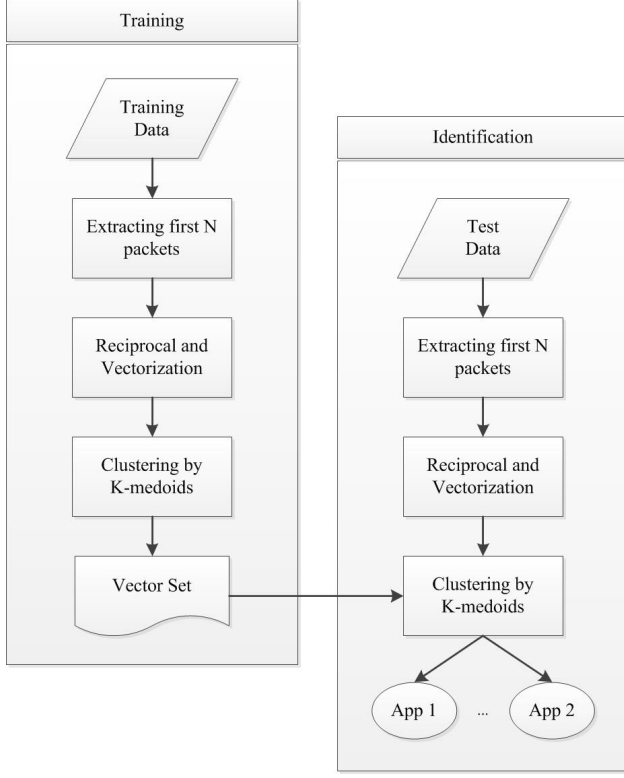 Training
Training
Data
Extracting first N
packets
Reciprocal and
Vectorization
Clustering by
K-medoids
Vector Set
Identification
Test
Data
Extracting first N
packets
Reciprocal and
Vectorization
Clustering by
K-medoids
App 1 ... App 2